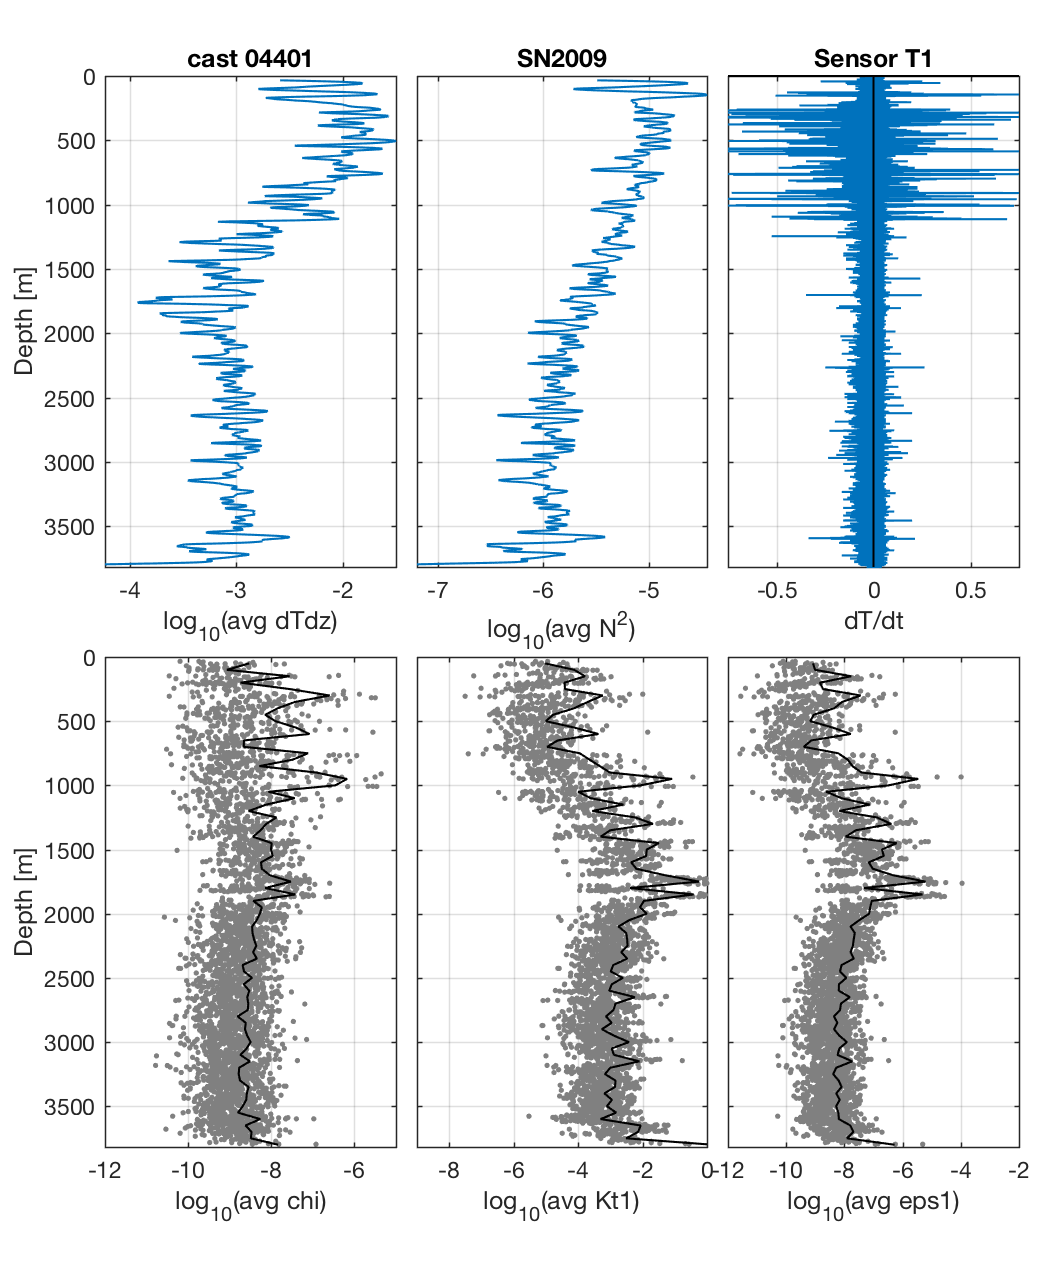 cast 04401 SN2009 Sensor T1
0
500
1000
1500
2000
2500
3000
3500
Depth [m]
-4 -3 -2 -7 -6 -5 -0.5 0 0.5
log10(avg dTdz) log10(avg N2) dT/dt
0
500
1000
1500
2000
2500
3000
3500
Depth [m]
-12 -10 -8 -6 -8 -6 -4 -2 0 -12 -10 -8 -6 -4 -2
log10(avg chi) log10(avg Kt1) log10(avg eps1)